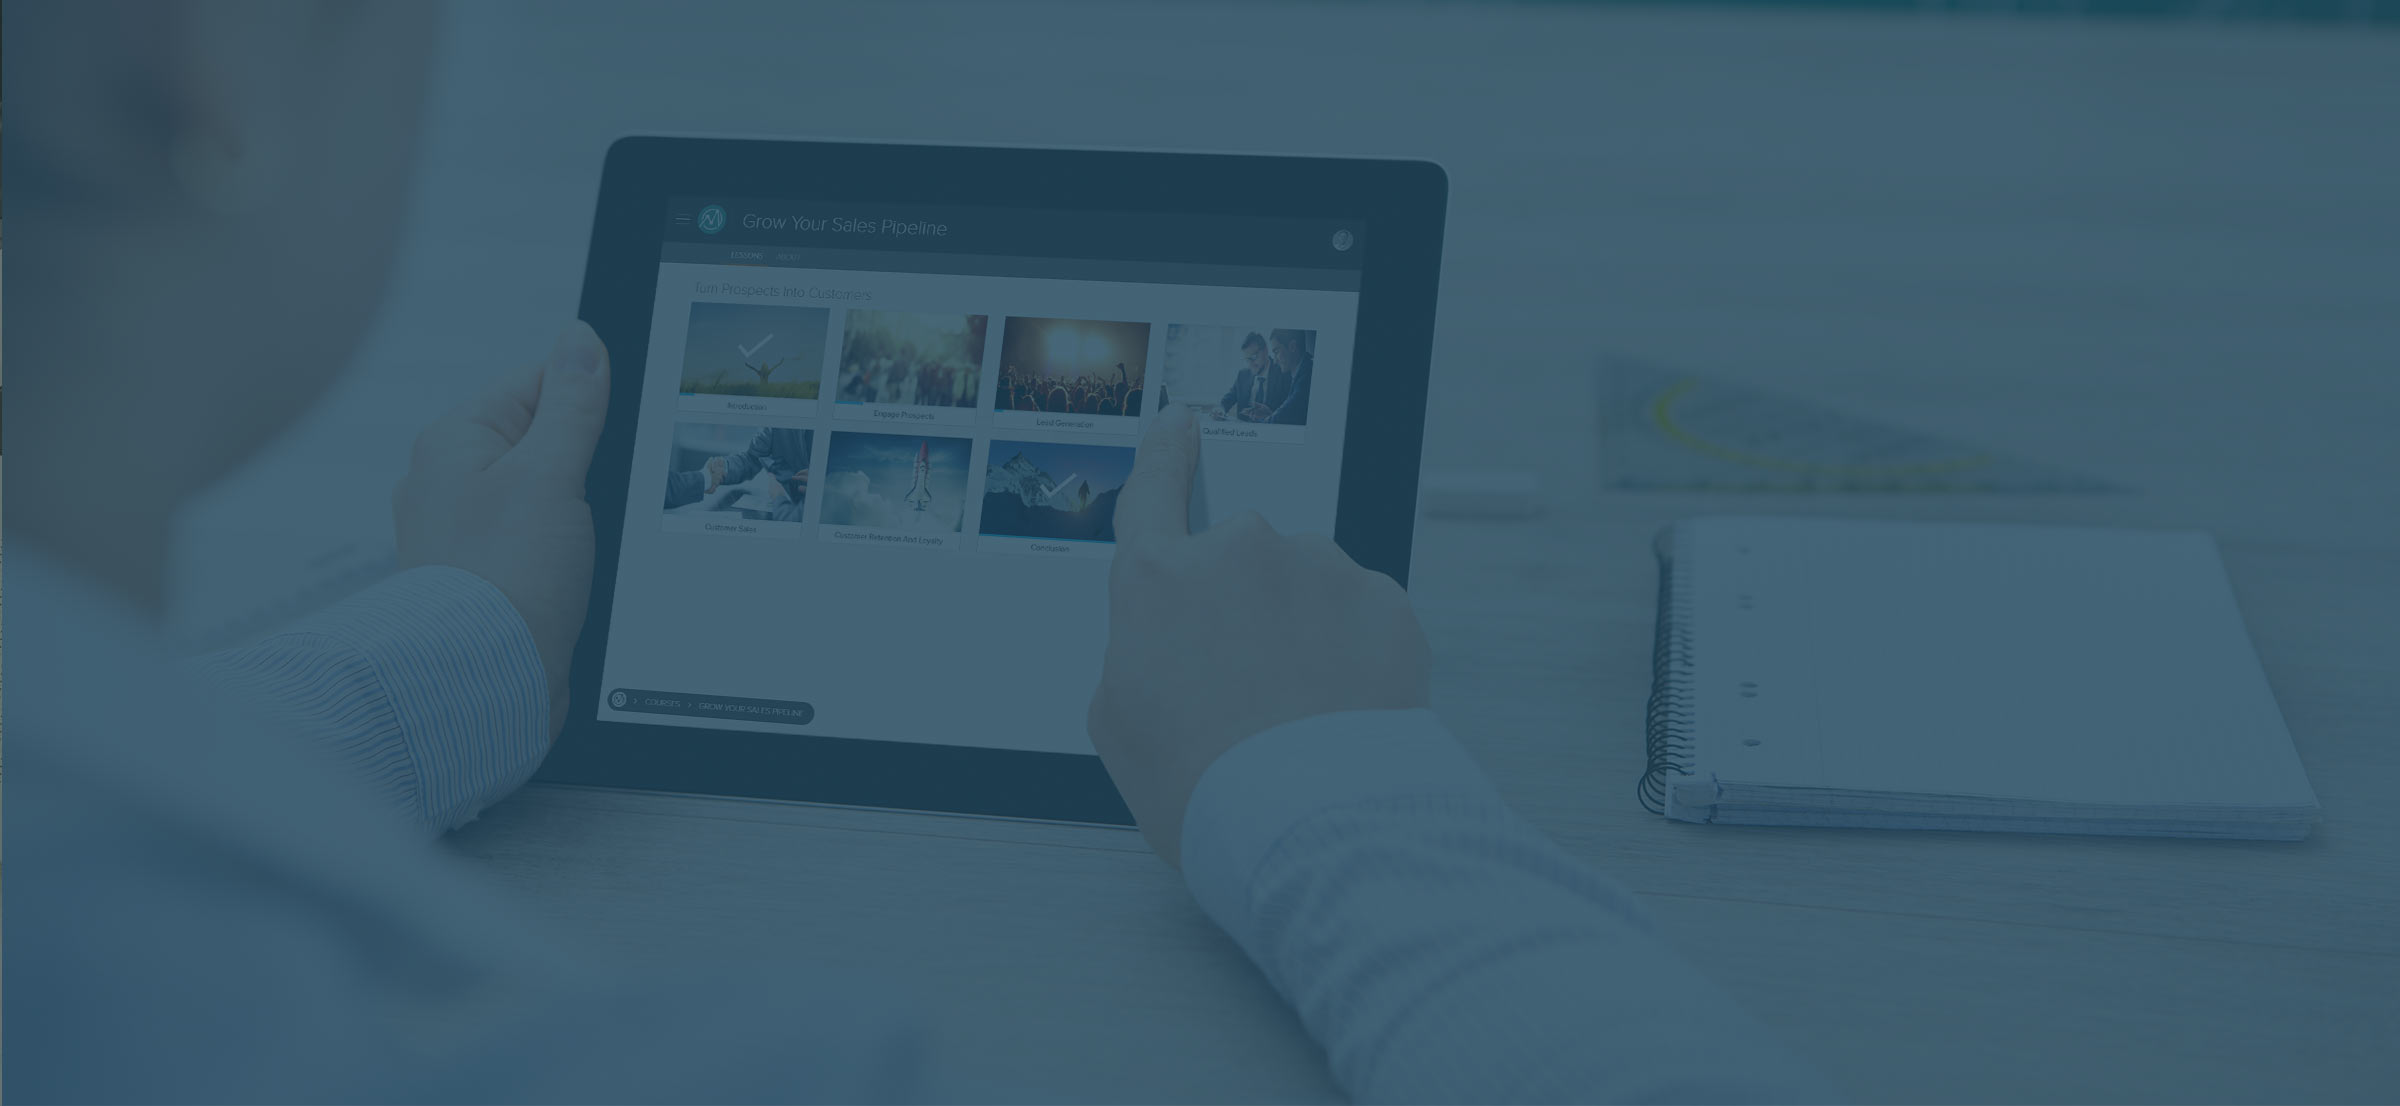 Grow Your Sales Pipeline
LESSONS ABOUT
Turn Prospects Into Customers
Introduction
Engage Prospects
Lead Generation
Qualified Leads
Customer Sales
Customer Retention And Loyalty
Conclusion
> COURSES > GROW YOUR SALES PIPELINE